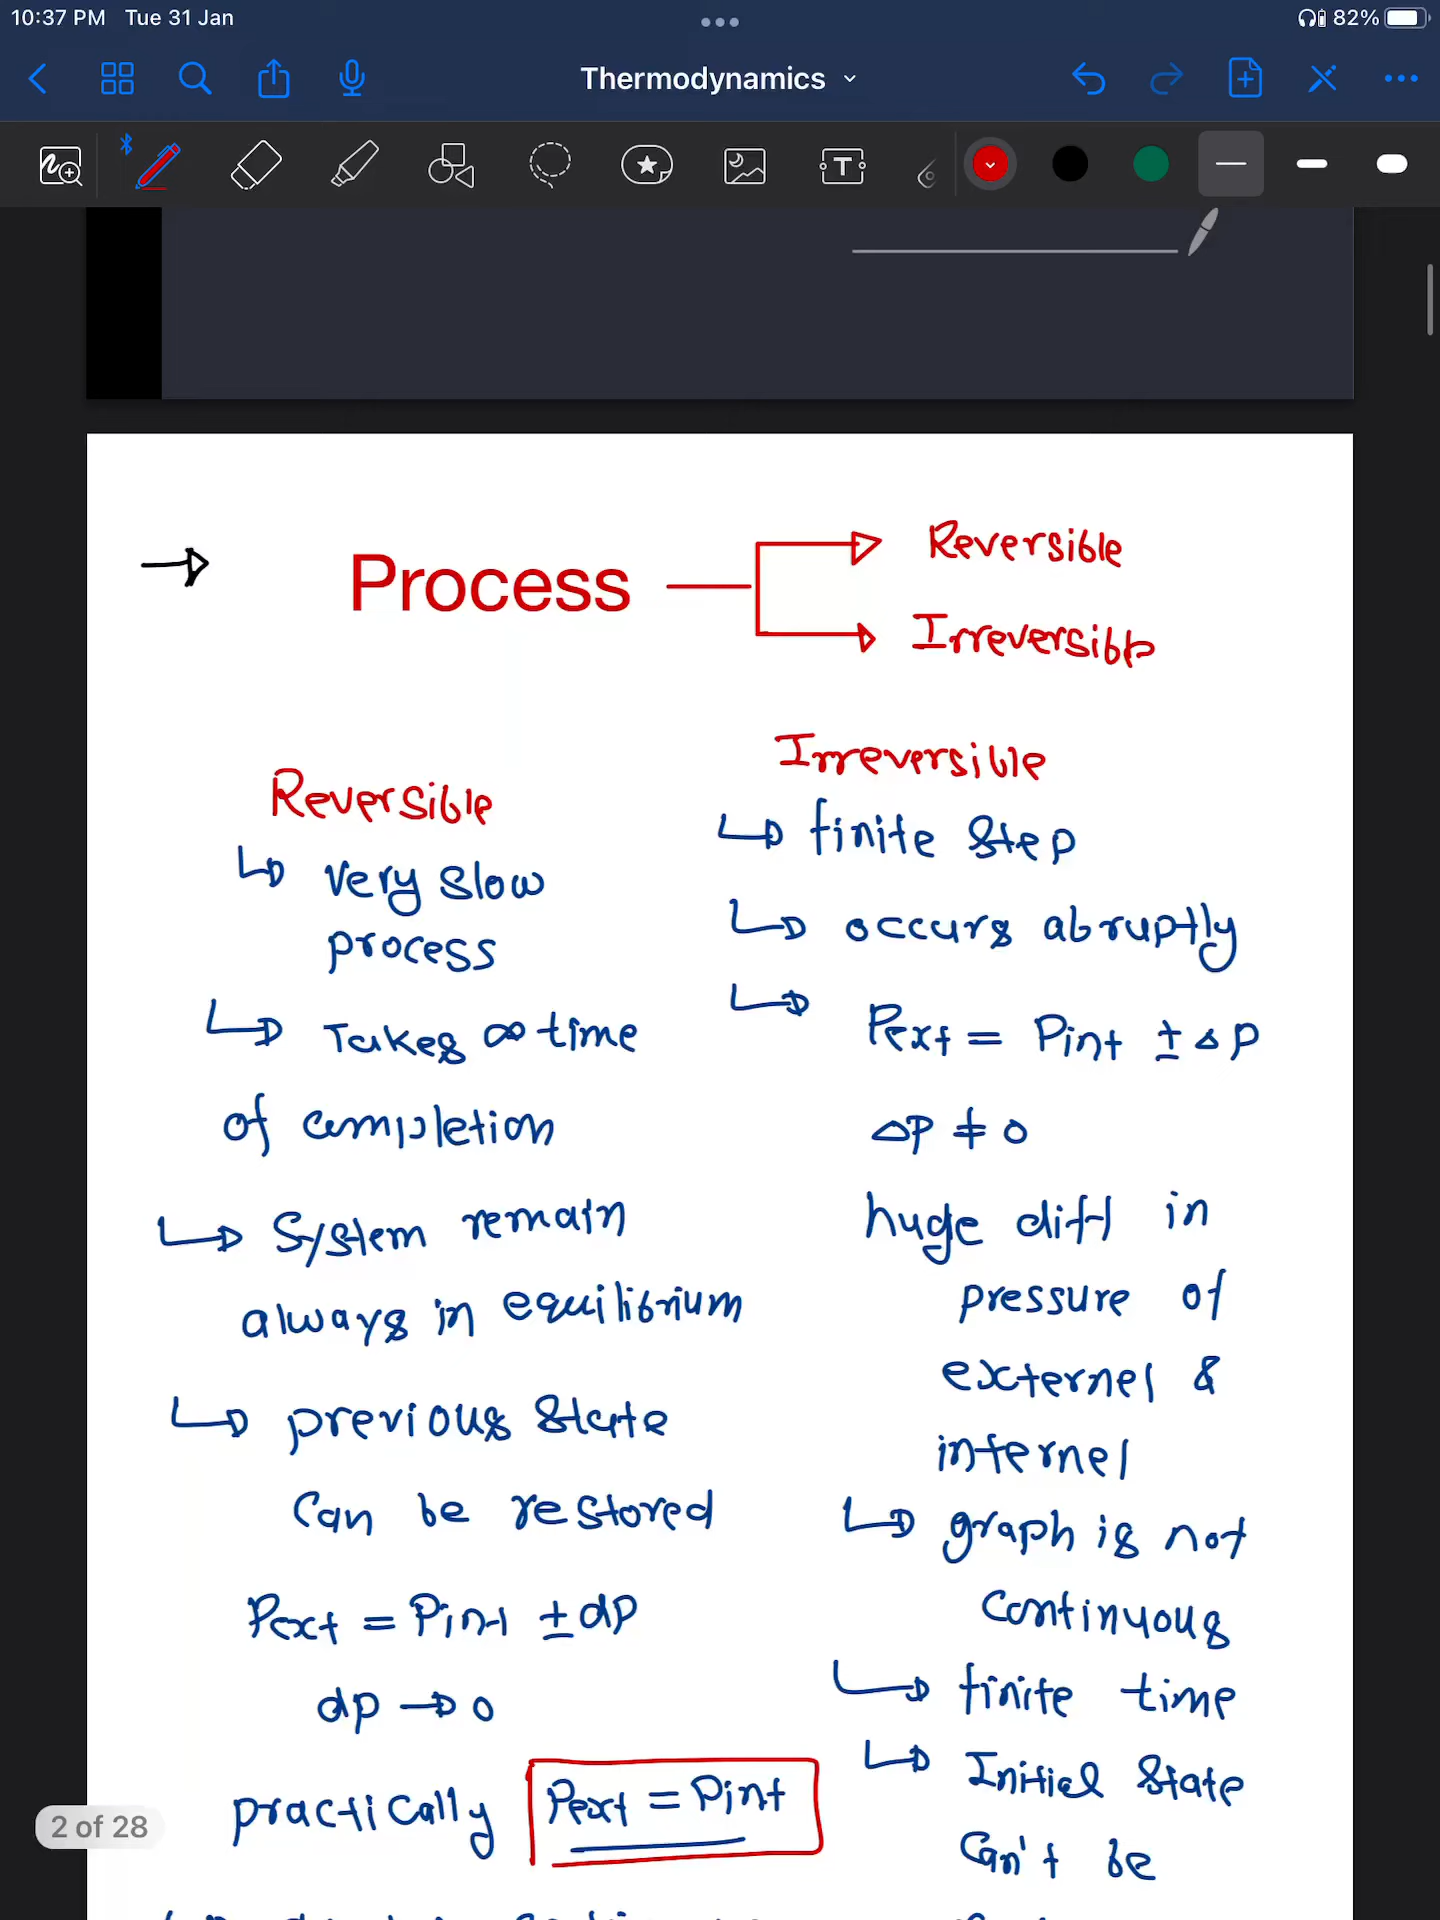 10:37 PM Tue 31 Jan
82%
Thermodynamics
T
Process
Reversible
Irreversible
Reversible
very slow
process
Takes ∞ time
of completion
System remain
always in equilibrium
previous state
can be restored
Pext = Pint ± dp
dp → 0
practically Pext = Pint
Irreversible
finite step
occurs abruptly
Pext = Pint ± ΔP
ΔP ≠ 0
huge diff in
pressure of
externel &
internel
graph is not
continuous
finite time
Initial state
can't be
2 of 28